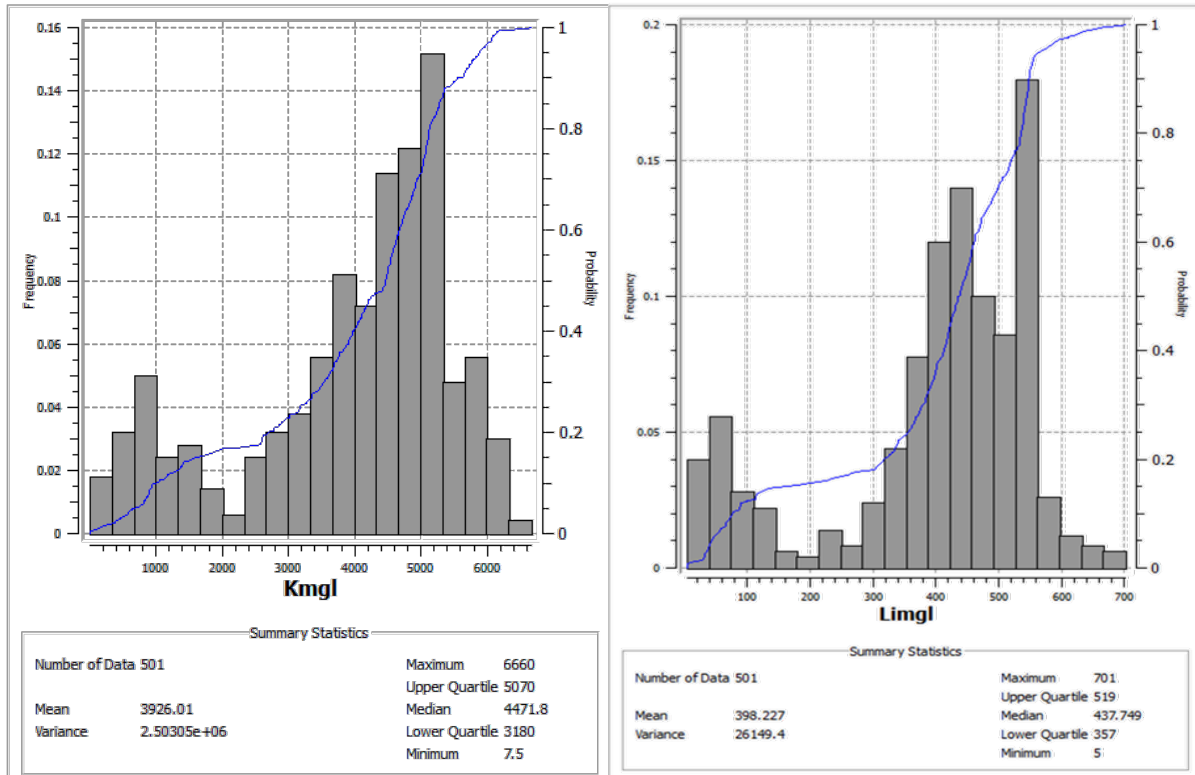 0.16
0.14
0.12
0.1
0.08
0.06
0.04
0.02
0
Frequency
1
0.8
0.6
0.4
0.2
0
Probability
1000 2000 3000 4000 5000 6000
Kmgl
Summary Statistics
Number of Data 501
Mean 3926.01
Variance 2.50305e+06
Maximum 6660
Upper Quartile 5070
Median 4471.8
Lower Quartile 3180
Minimum 7.5
0.2
0.15
0.1
0.05
0
Frequency
1
0.8
0.6
0.4
0.2
0
Probability
100 200 300 400 500 600 700
Limgl
Summary Statistics
Number of Data 501
Mean 398.227
Variance 26149.4
Maximum 701
Upper Quartile 519
Median 437.749
Lower Quartile 357
Minimum 5